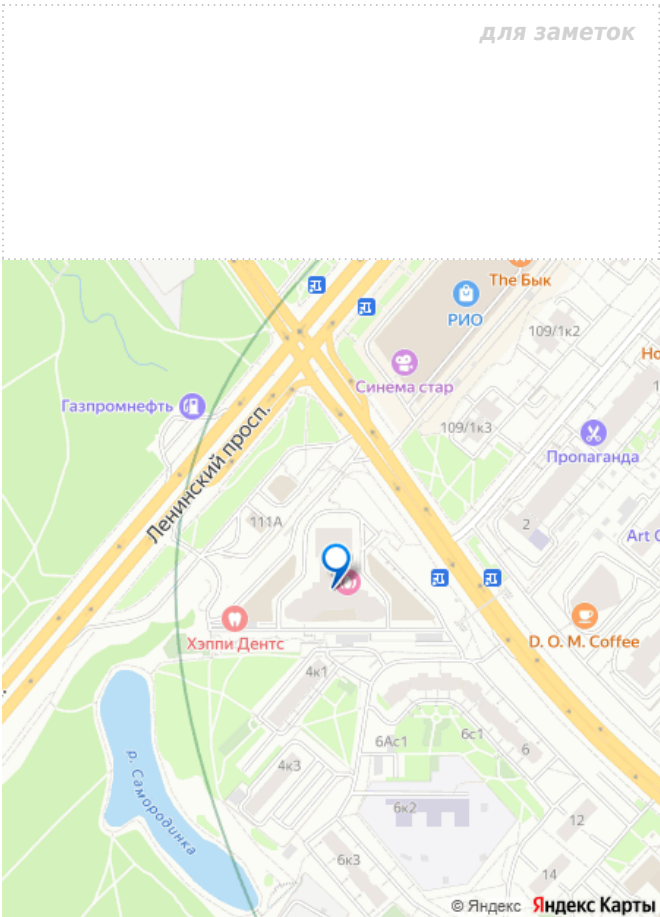 для заметок
The Бык
РИО
109/1к2
Но
Синема стар
Газпромнефть
109/1к3
Ленинский просп.
Пропаганда
111А
2
Art C
Хэппи Дентс
D. O. M. Coffee
4к1
6Ас1
6с1
6
4к3
р. Самородинка
6к2
12
6к3
14
© Яндекс Яндекс Карты